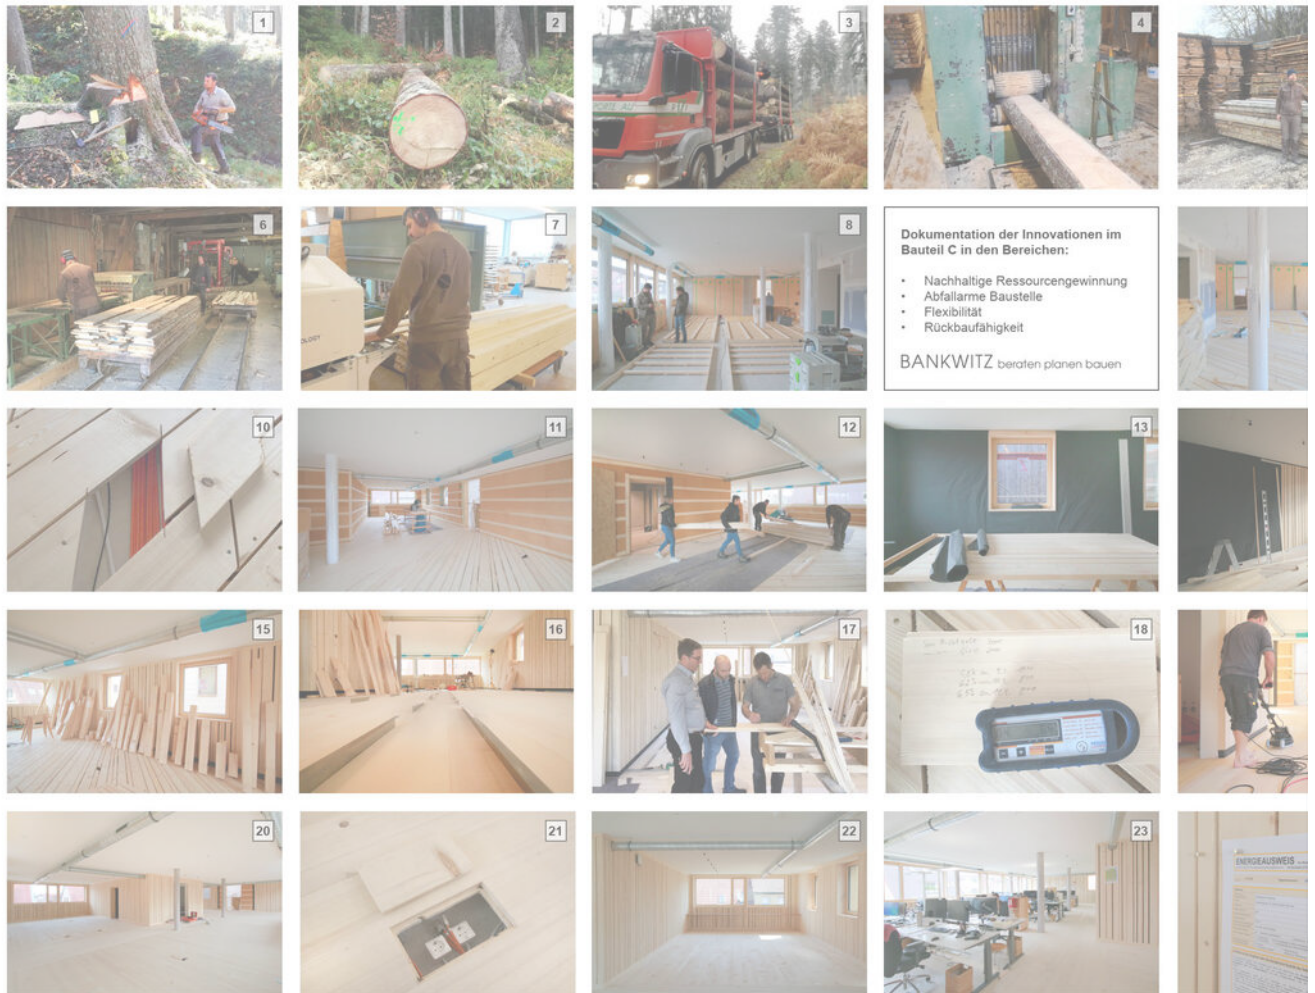 1
2
3
4
6
7
8
Dokumentation der Innovationen im
Bauteil C in den Bereichen:
• Nachhaltige Ressourcengewinnung
• Abfallarme Baustelle
• Flexibilität
• Rückbaufähigkeit
BANKWITZ beraten planen bauen
10
11
12
13
15
16
17
18
20
21
22
23
ENERGIEAUSWEIS